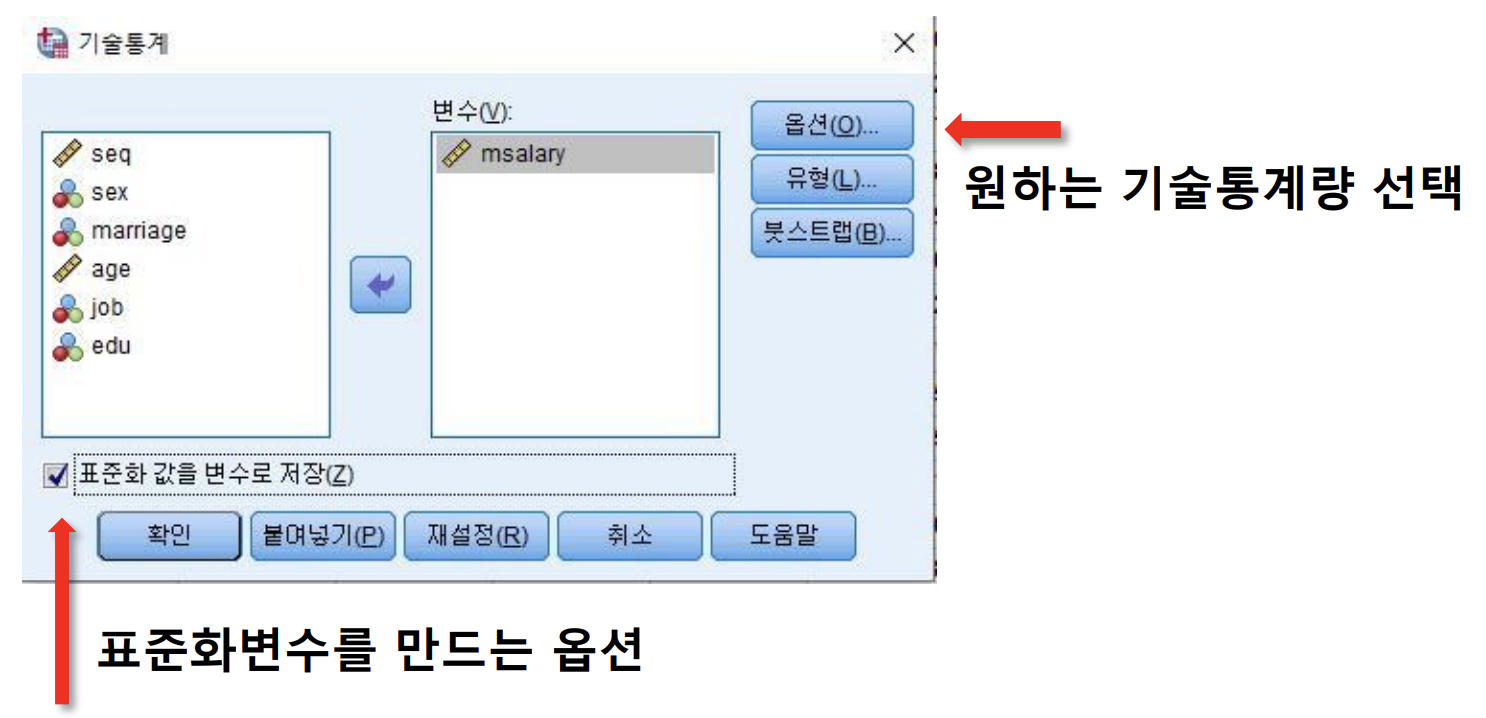 기술통계
변수(V):
seq
sex
marriage
age
job
edu
msalary
옵션(O)...
유형(L)...
붓스트랩(B)...
원하는 기술통계량 선택
표준화 값을 변수로 저장(Z)
확인
붙여넣기(P)
재설정(R)
취소
도움말
표준화변수를 만드는 옵션